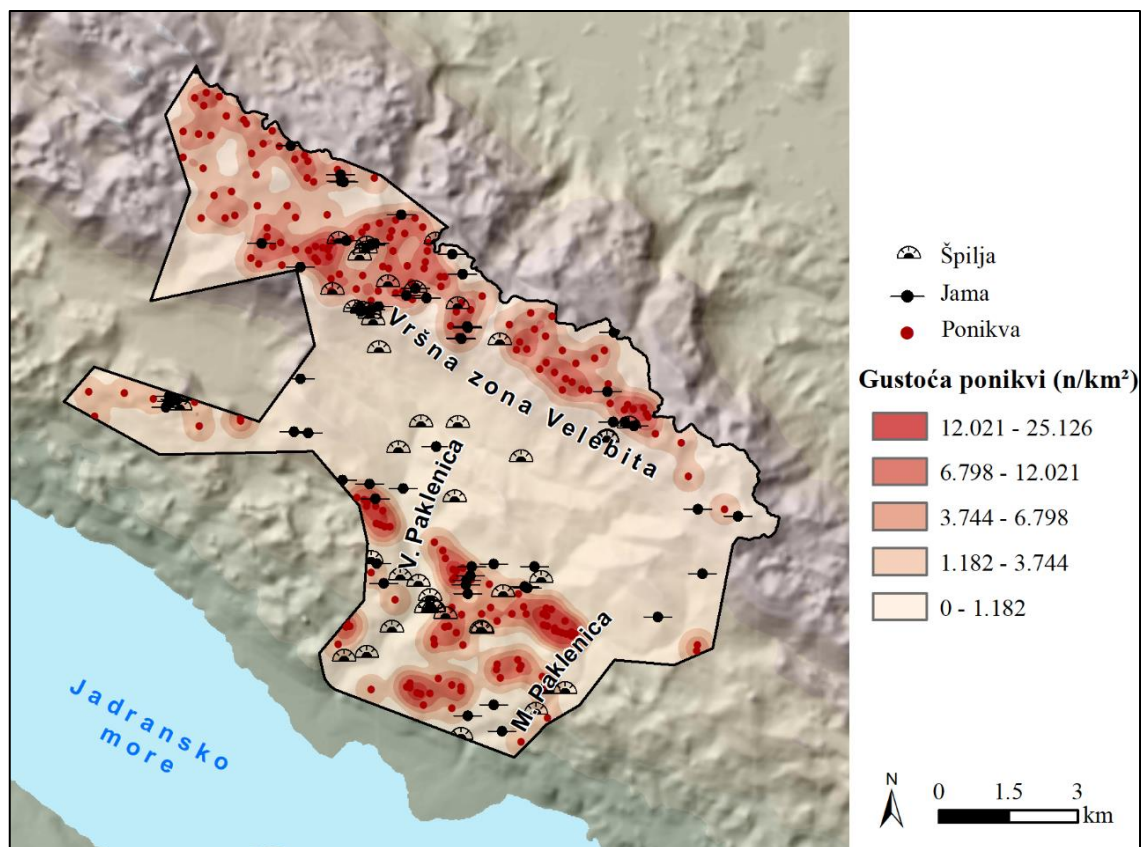 Vršna zona Velebita
V. Paklenica
M. Paklenica
Jadransko
more
Špilja
Jama
Ponikva
Gustoća ponikvi (n/km²)
12.021 - 25.126
6.798 - 12.021
3.744 - 6.798
1.182 - 3.744
0 - 1.182
N
0 1.5 3
km